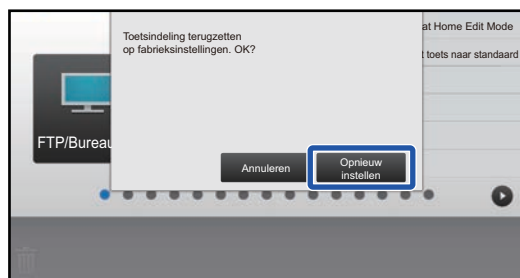 Toetsindeling terugzetten
op fabrieksinstellingen. OK?
at Home Edit Mode
t toets naar standaard
FTP/Bureau
Annuleren
Opnieuw
instellen